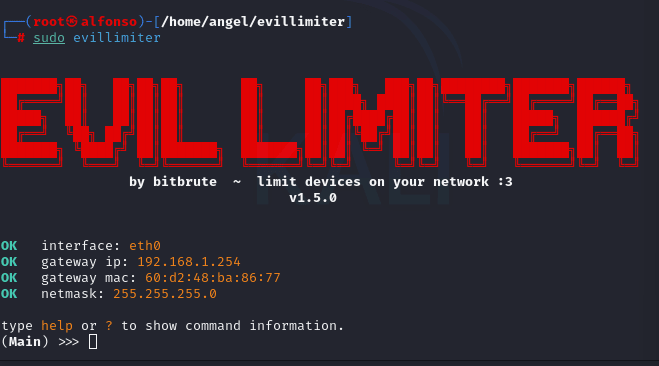 ┌──(root㉿alfonso)-[/home/angel/evillimiter]
└─# sudo evillimiter
EVIL LIMITER
by bitbrute  ~  limit devices on your network :3
v1.5.0
OK   interface: eth0
OK   gateway ip: 192.168.1.254
OK   gateway mac: 60:d2:48:ba:86:77
OK   netmask: 255.255.255.0
type help or ? to show command information.
(Main) >>>